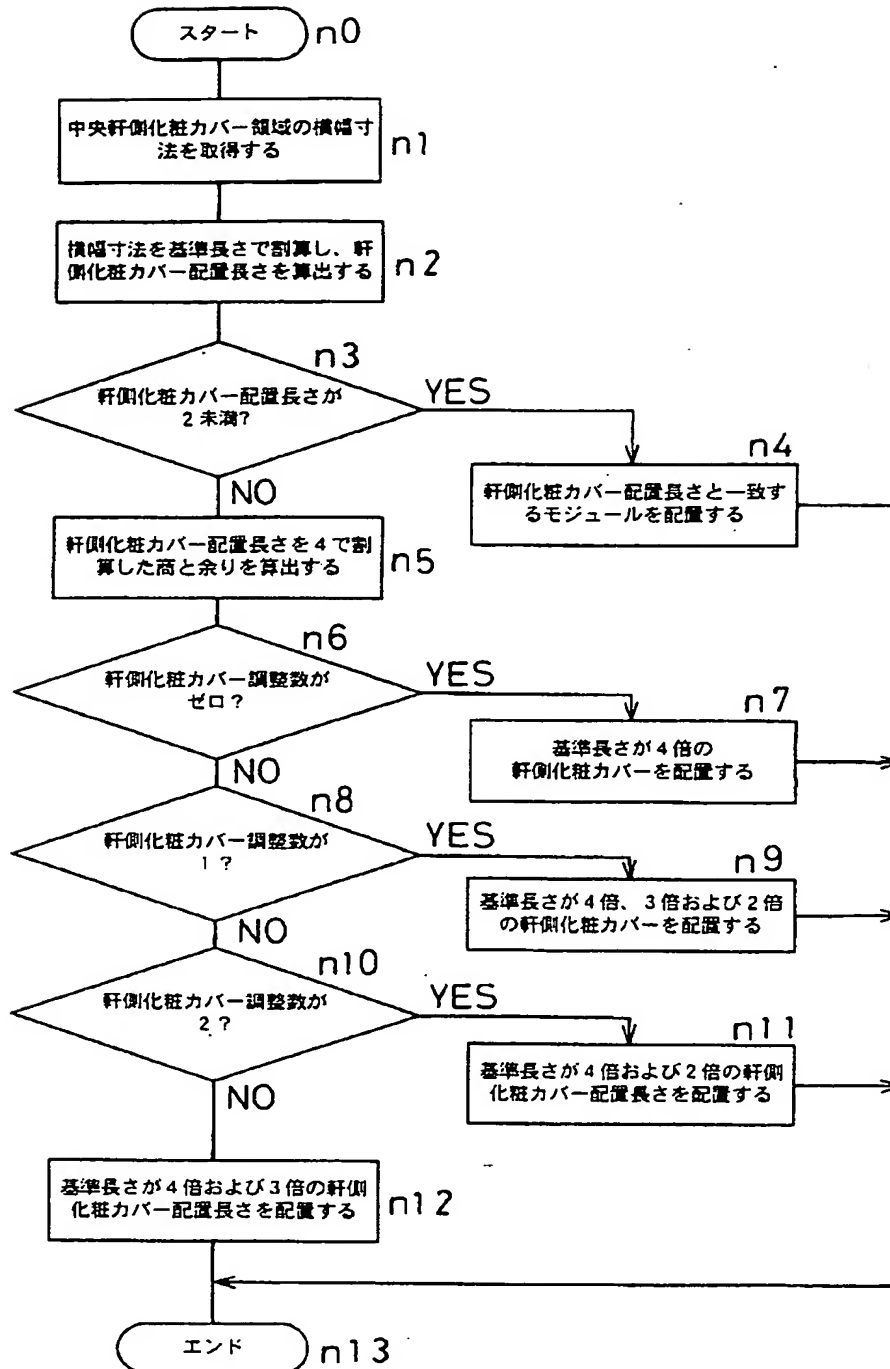 スタート
n0
中央軒側化粧カバー領域の横幅寸
法を取得する
n1
横幅寸法を基準長さで割算し、軒
側化粧カバー配置長さを算出する
n2
n3
軒側化粧カバー配置長さが
2未満?
YES
NO
n4
軒側化粧カバー配置長さと一致す
るモジュールを配置する
軒側化粧カバー配置長さを4で割
算した商と余りを算出する
n5
n6
軒側化粧カバー調整数が
ゼロ?
YES
NO
n7
基準長さが4倍の
軒側化粧カバーを配置する
n8
軒側化粧カバー調整数が
1?
YES
NO
n9
基準長さが4倍、3倍および2倍
の軒側化粧カバーを配置する
n10
軒側化粧カバー調整数が
2?
YES
NO
n11
基準長さが4倍および2倍の軒側
化粧カバー配置長さを配置する
基準長さが4倍および3倍の軒側
化粧カバー配置長さを配置する
n12
エンド
n13